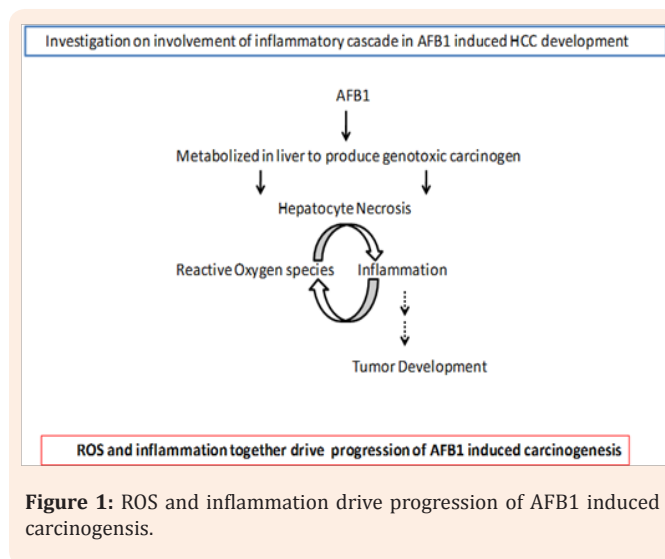 Investigation on involvement of inflammatory cascade in AFB1 induced HCC development
AFB1
Metabolized in liver to produce genotoxic carcinogen
Hepatocyte Necrosis
Reactive Oxygen species Inflammation
Tumor Development
ROS and inflammation together drive progression of AFB1 induced carcinogenesis
Figure 1: ROS and inflammation drive progression of AFB1 induced
carcinogensis.